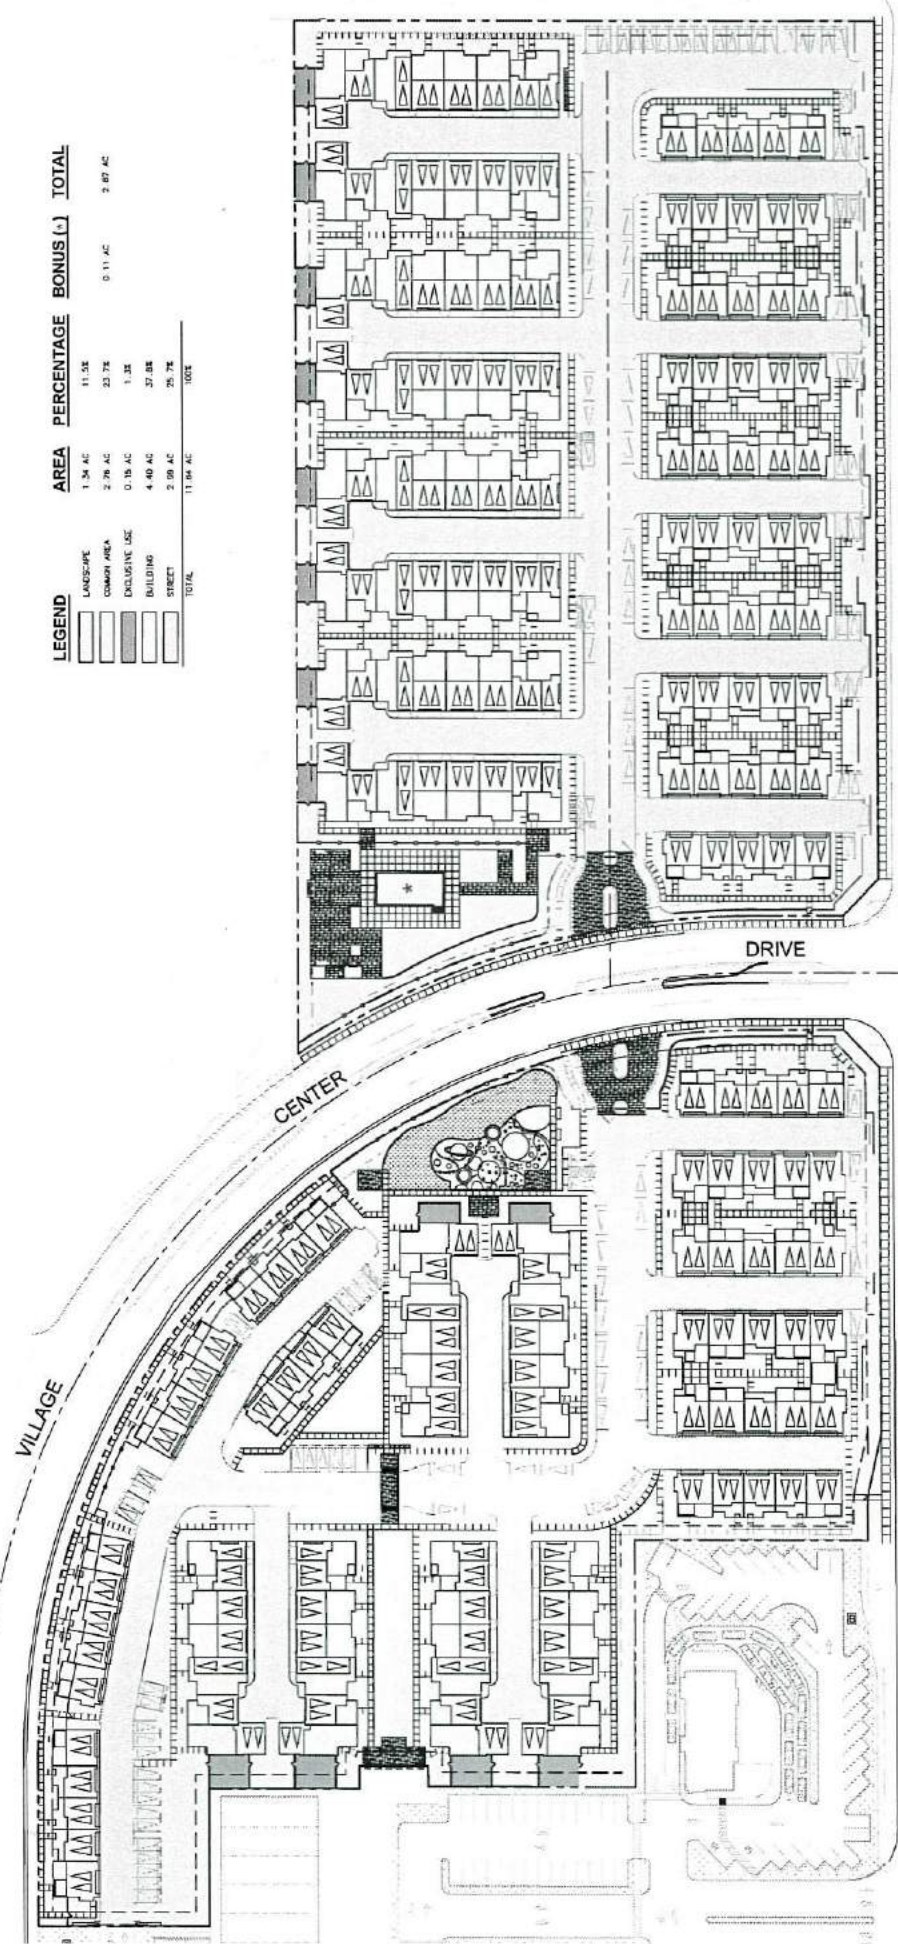 LEGEND AREA PERCENTAGE BONUS (*) TOTAL
LANDSCAPE 1.34 AC 11.5%
COMMON AREA 2.76 AC 23.7% 0.11 AC 2.87 AC
EXCLUSIVE USE 0.15 AC 1.3%
BUILDING 4.40 AC 37.8%
STREET 2.99 AC 25.7%
TOTAL 11.64 AC 100%
*
VILLAGE
CENTER
DRIVE